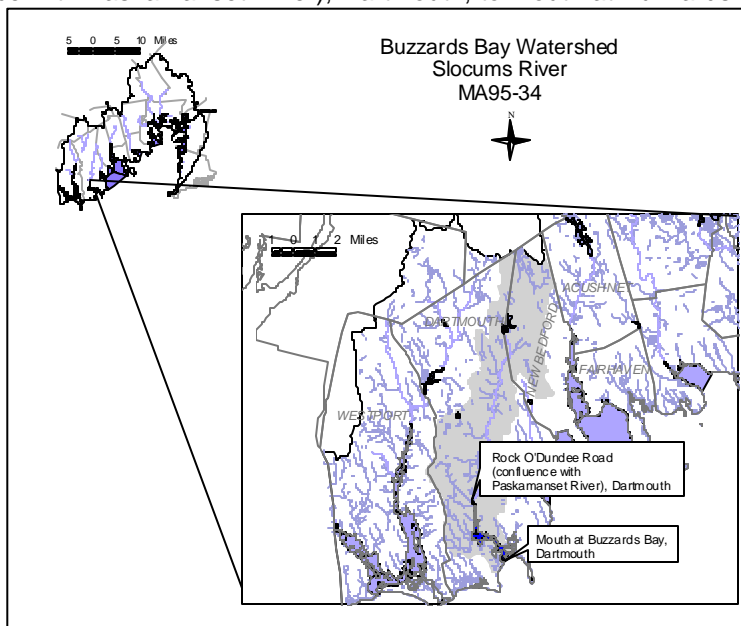 Buzzards Bay Watershed
Slocums River
MA95-34
N
5 0 5 10 Miles
1 0 1 2 Miles
ACUSHNET
DARTMOUTH
NEW BEDFORD
FAIRHAVEN
WESTPORT
Rock O'Dundee Road
(confluence with
Paskamanset River), Dartmouth
Mouth at Buzzards Bay,
Dartmouth